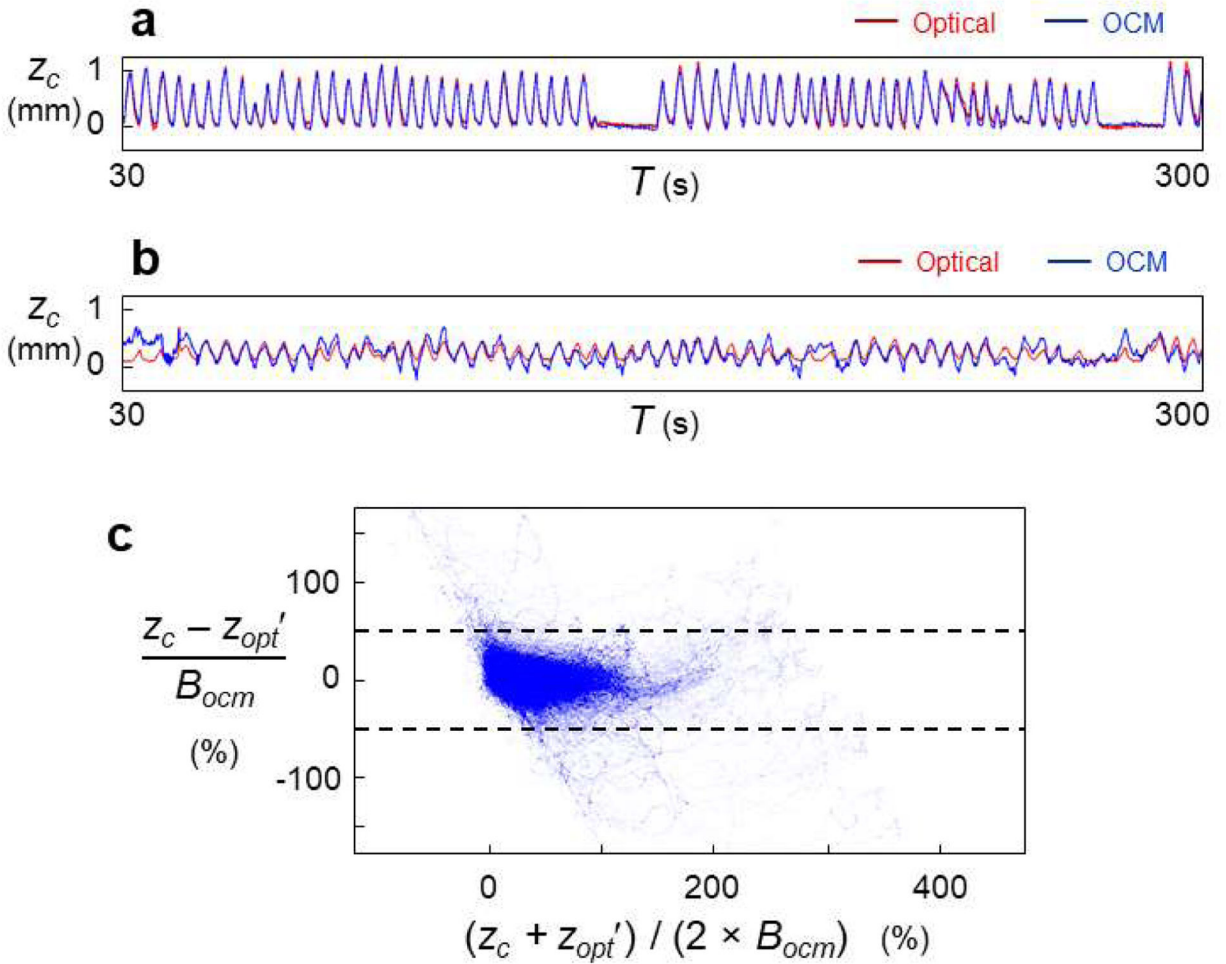 a
Optical OCM
z_c
(mm)
1
0
30 T (s) 300
b
Optical OCM
z_c
(mm)
1
0
30 T (s) 300
c
100
0
-100
z_c – z_opt′
B_ocm
(%)
0 200 400
(z_c + z_opt′) / (2 × B_ocm) (%)